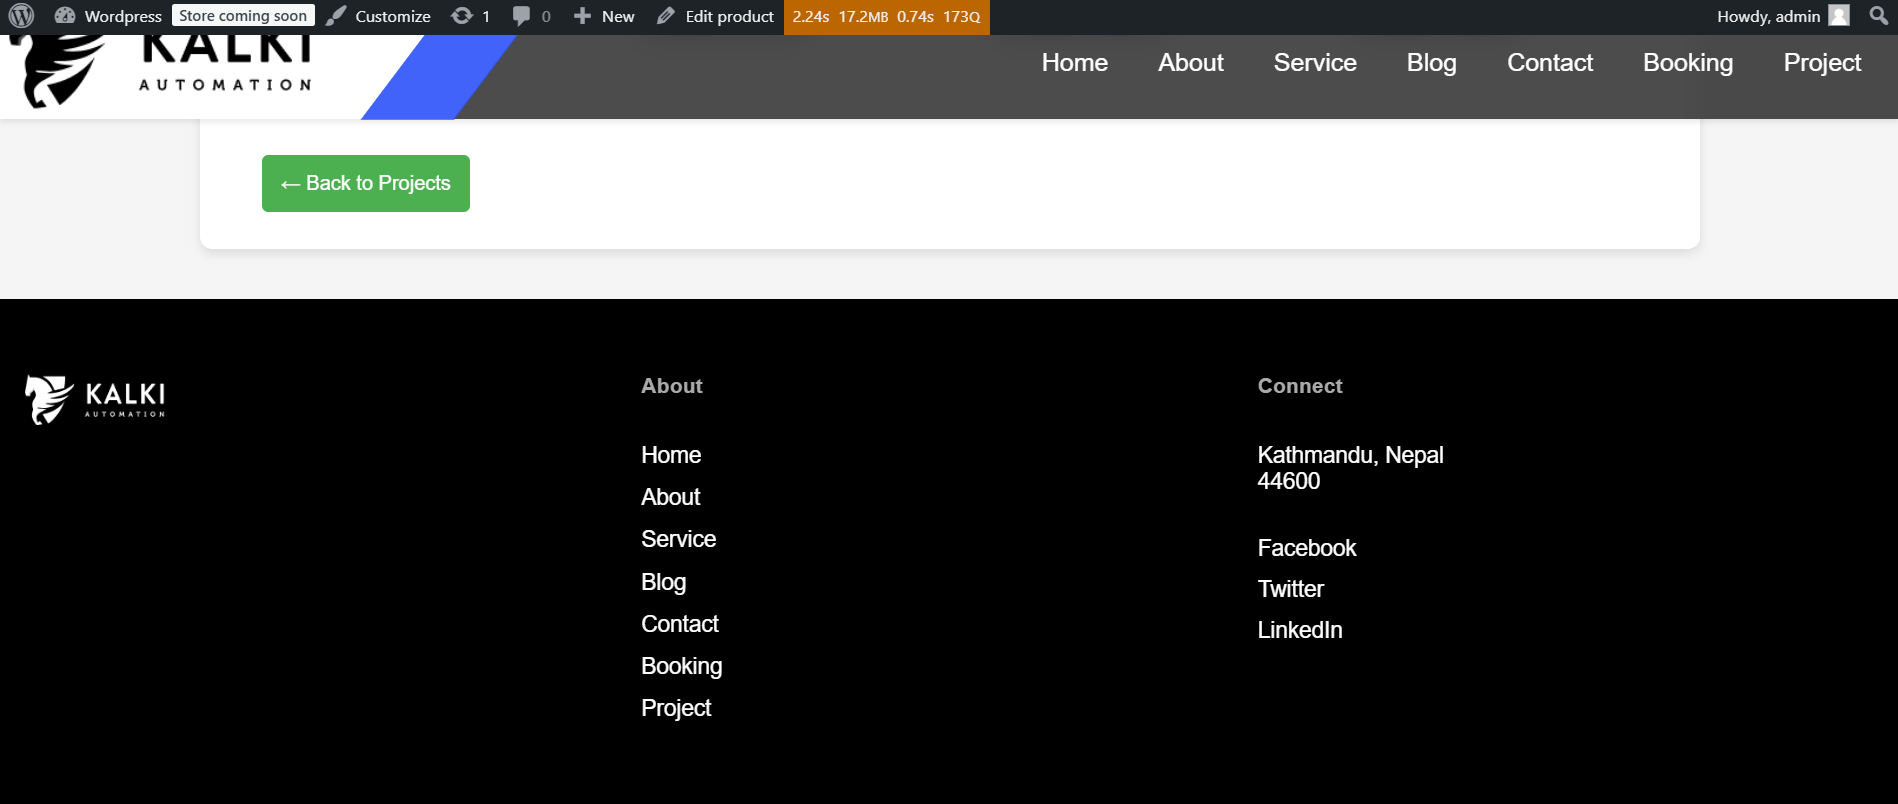 Wordpress Store coming soon Customize 1 0 New Edit product 2.24s 17.2MB 0.74s 173Q Howdy, admin
KALKI
AUTOMATION
Home About Service Blog Contact Booking Project
← Back to Projects
KALKI
AUTOMATION
About
Home
About
Service
Blog
Contact
Booking
Project
Connect
Kathmandu, Nepal
44600
Facebook
Twitter
LinkedIn